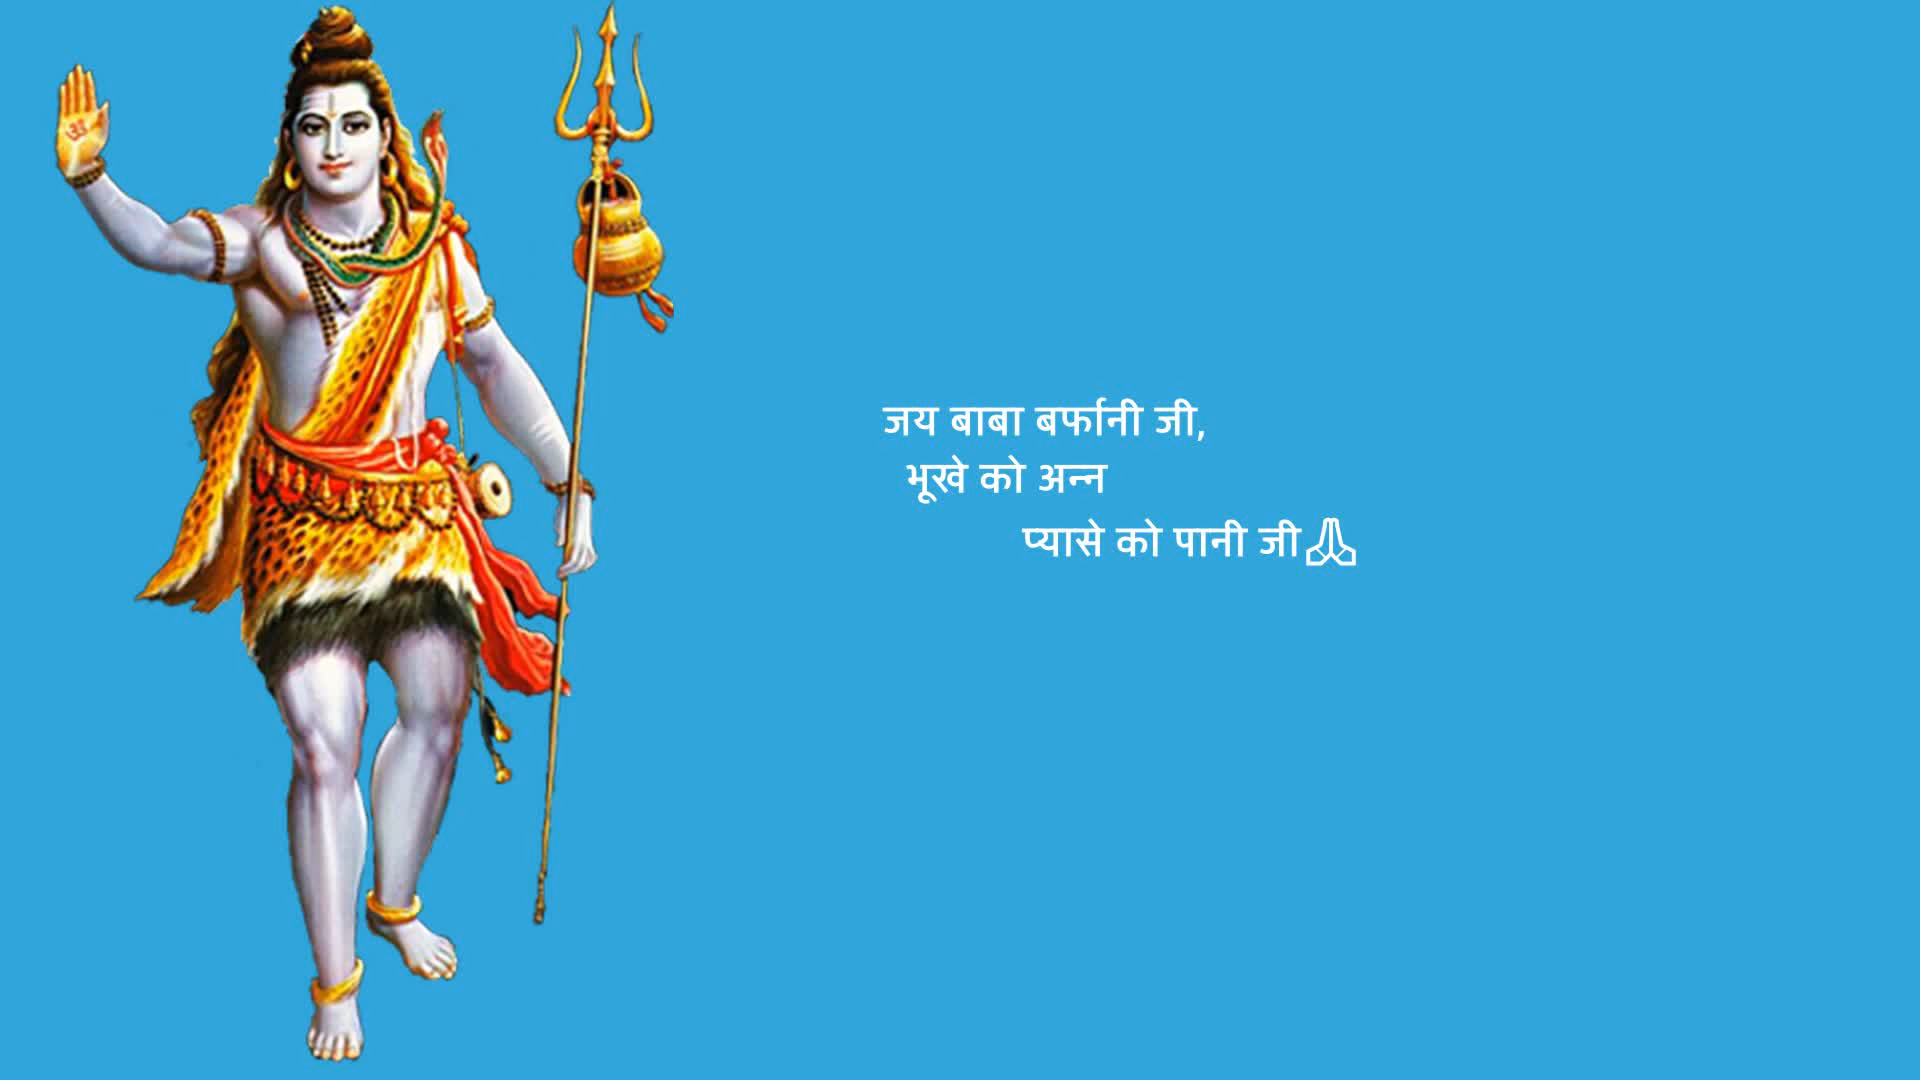 ॐ
जय बाबा बर्फानी जी,
भूखे को अन्न
प्यासे को पानी जी🙏